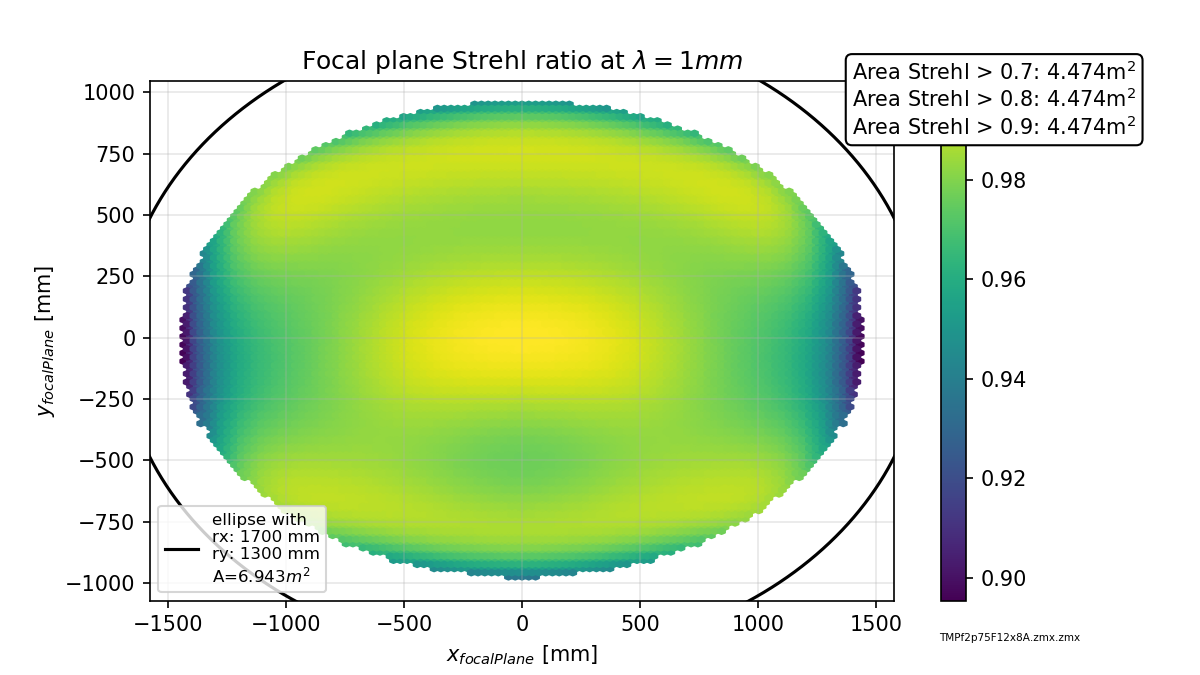 Focal plane Strehl ratio at λ = 1mm
Area Strehl > 0.7: 4.474m²
Area Strehl > 0.8: 4.474m²
Area Strehl > 0.9: 4.474m²
1000
750
500
250
0
−250
−500
−750
−1000
y_focalPlane [mm]
ellipse with
rx: 1700 mm
ry: 1300 mm
A=6.943m²
−1500
−1000
−500
0
500
1000
1500
x_focalPlane [mm]
0.98
0.96
0.94
0.92
0.90
TMPf2p75F12x8A.zmx.zmx